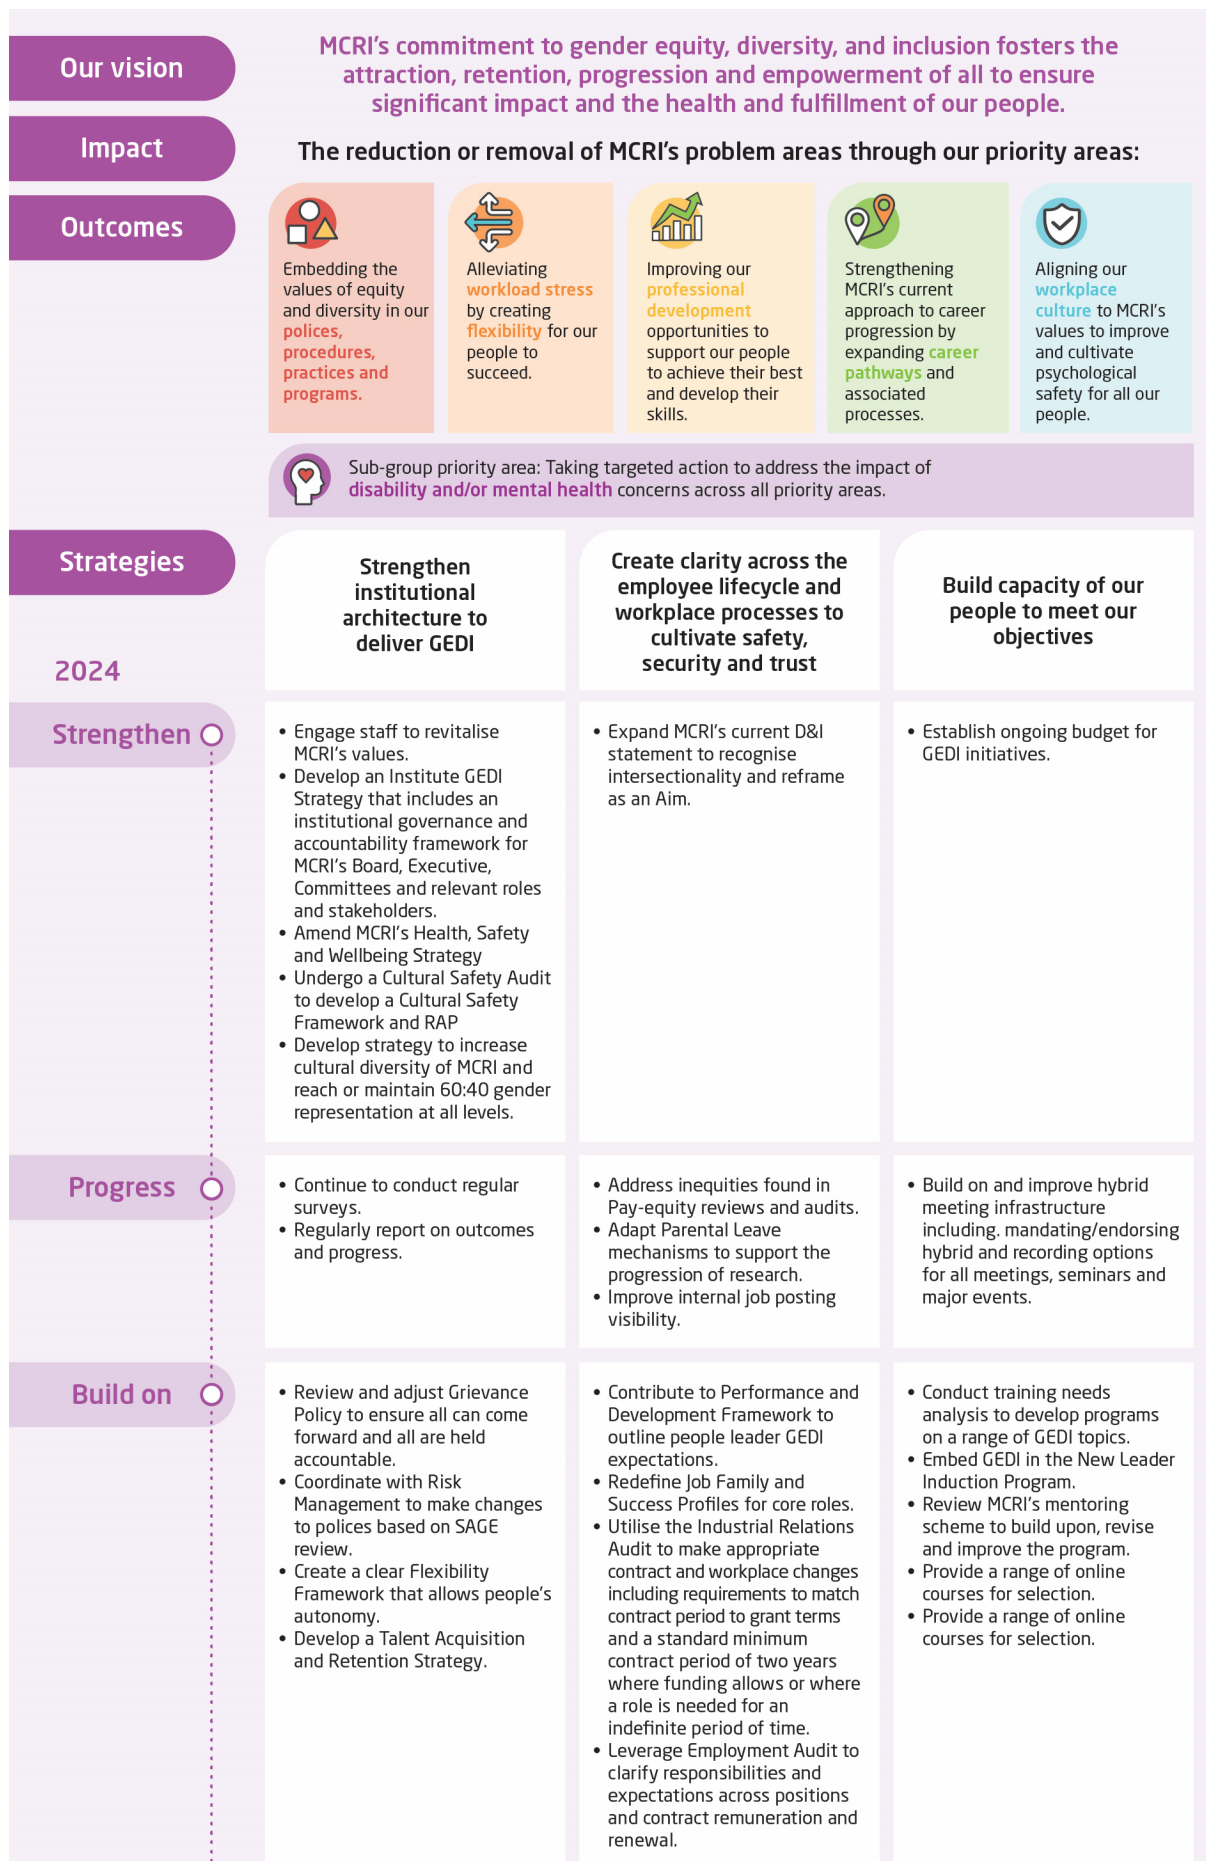 Our vision
MCRI's commitment to gender equity, diversity, and inclusion fosters the
attraction, retention, progression and empowerment of all to ensure
significant impact and the health and fulfillment of our people.
Impact
The reduction or removal of MCRI's problem areas through our priority areas:
Outcomes
Embedding the
values of equity
and diversity in our
polices,
procedures,
practices and
programs.
Alleviating
workload stress
by creating
flexibility for our
people to
succeed.
Improving our
professional
development
opportunities to
support our people
to achieve their best
and develop their
skills.
Strengthening
MCRI's current
approach to career
progression by
expanding career
pathways and
associated
processes.
Aligning our
workplace
culture to MCRI's
values to improve
and cultivate
psychological
safety for all our
people.
Sub-group priority area: Taking targeted action to address the impact of
disability and/or mental health concerns across all priority areas.
Strategies
Strengthen
institutional
architecture to
deliver GEDI
Create clarity across the
employee lifecycle and
workplace processes to
cultivate safety,
security and trust
Build capacity of our
people to meet our
objectives
2024
Strengthen
• Engage staff to revitalise
MCRI's values.
• Develop an Institute GEDI
Strategy that includes an
institutional governance and
accountability framework for
MCRI's Board, Executive,
Committees and relevant roles
and stakeholders.
• Amend MCRI's Health, Safety
and Wellbeing Strategy
• Undergo a Cultural Safety Audit
to develop a Cultural Safety
Framework and RAP
• Develop strategy to increase
cultural diversity of MCRI and
reach or maintain 60:40 gender
representation at all levels.
• Expand MCRI's current D&I
statement to recognise
intersectionality and reframe
as an Aim.
• Establish ongoing budget for
GEDI initiatives.
Progress
• Continue to conduct regular
surveys.
• Regularly report on outcomes
and progress.
• Address inequities found in
Pay-equity reviews and audits.
• Adapt Parental Leave
mechanisms to support the
progression of research.
• Improve internal job posting
visibility.
• Build on and improve hybrid
meeting infrastructure
including. mandating/endorsing
hybrid and recording options
for all meetings, seminars and
major events.
Build on
• Review and adjust Grievance
Policy to ensure all can come
forward and all are held
accountable.
• Coordinate with Risk
Management to make changes
to polices based on SAGE
review.
• Create a clear Flexibility
Framework that allows people's
autonomy.
• Develop a Talent Acquisition
and Retention Strategy.
• Contribute to Performance and
Development Framework to
outline people leader GEDI
expectations.
• Redefine Job Family and
Success Profiles for core roles.
• Utilise the Industrial Relations
Audit to make appropriate
contract and workplace changes
including requirements to match
contract period to grant terms
and a standard minimum
contract period of two years
where funding allows or where
a role is needed for an
indefinite period of time.
• Leverage Employment Audit to
clarify responsibilities and
expectations across positions
and contract remuneration and
renewal.
• Conduct training needs
analysis to develop programs
on a range of GEDI topics.
• Embed GEDI in the New Leader
Induction Program.
• Review MCRI's mentoring
scheme to build upon, revise
and improve the program.
• Provide a range of online
courses for selection.
• Provide a range of online
courses for selection.